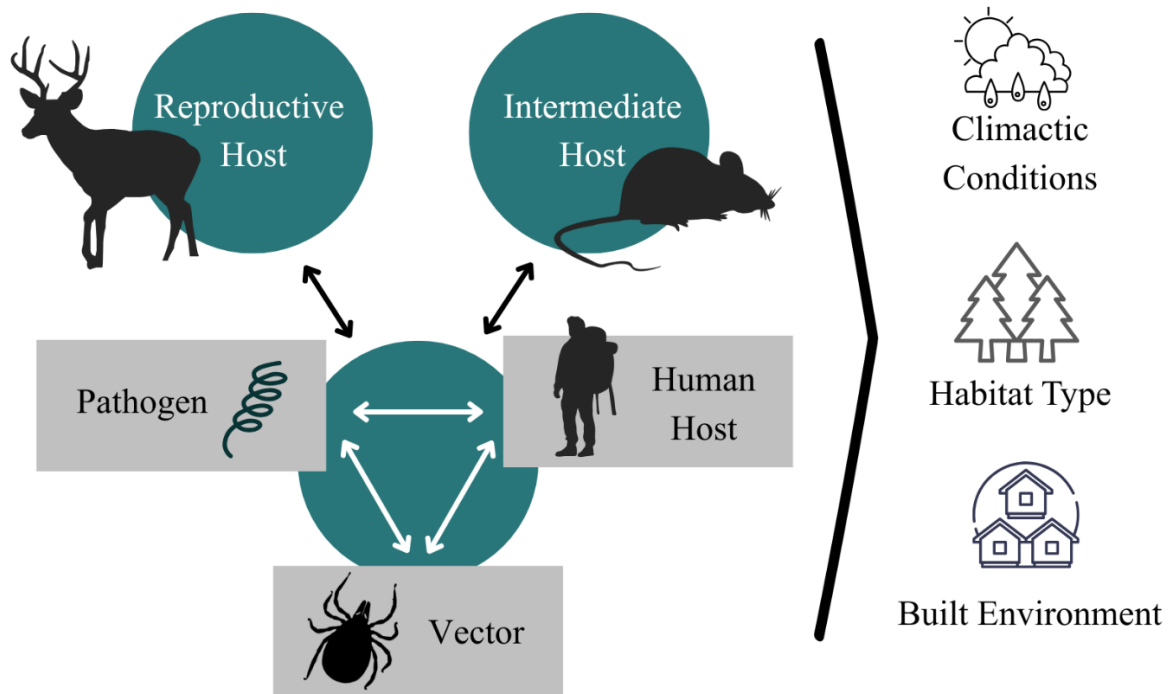 Reproductive
Host
Intermediate
Host
Pathogen
Human
Host
Vector
Climactic
Conditions
Habitat Type
Built Environment